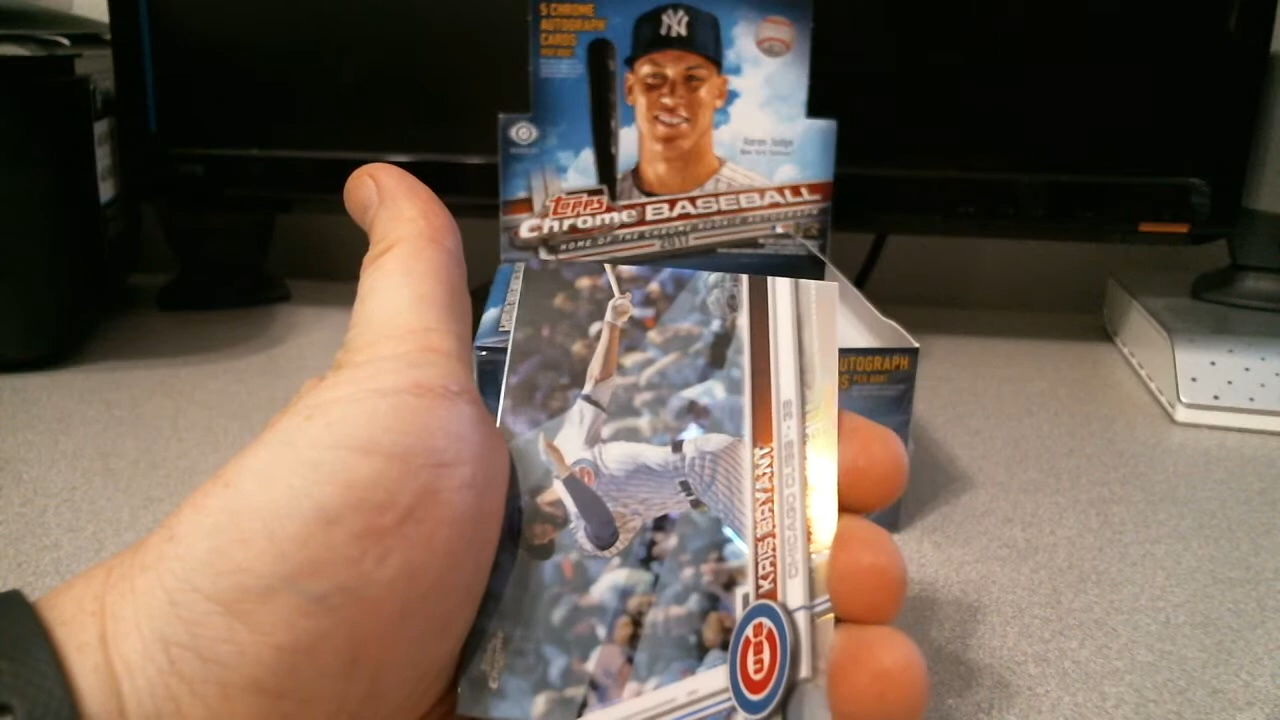 5 CHROME
AUTOGRAPH
CARDS
PER BOX!
NY
Aaron Judge
New York Yankees
topps
Chrome BASEBALL
HOME OF THE CHROME ROOKIE AUTOGRAPH
2017
AUTOGRAPH
S PER BOX!
KRIS BRYANT
CHICAGO CUBS • 3B
CUBS